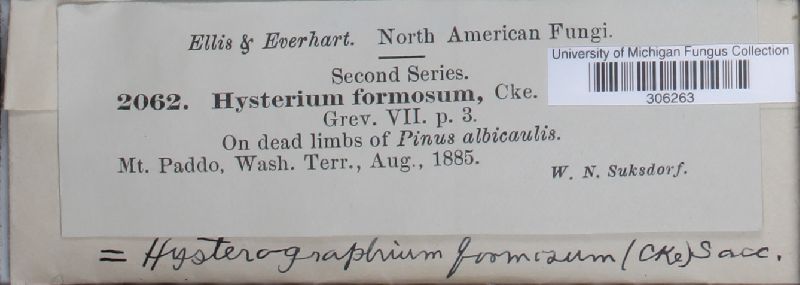 Ellis & Everhart. North American Fungi.
University of Michigan Fungus Collection
306263
Second Series.
2062. Hysterium formosum, Cke.
Grev. VII. p. 3.
On dead limbs of Pinus albicaulis.
Mt. Paddo, Wash. Terr., Aug., 1885.
W. N. Suksdorf.
= Hysterographium formosum (CKe) Sacc.